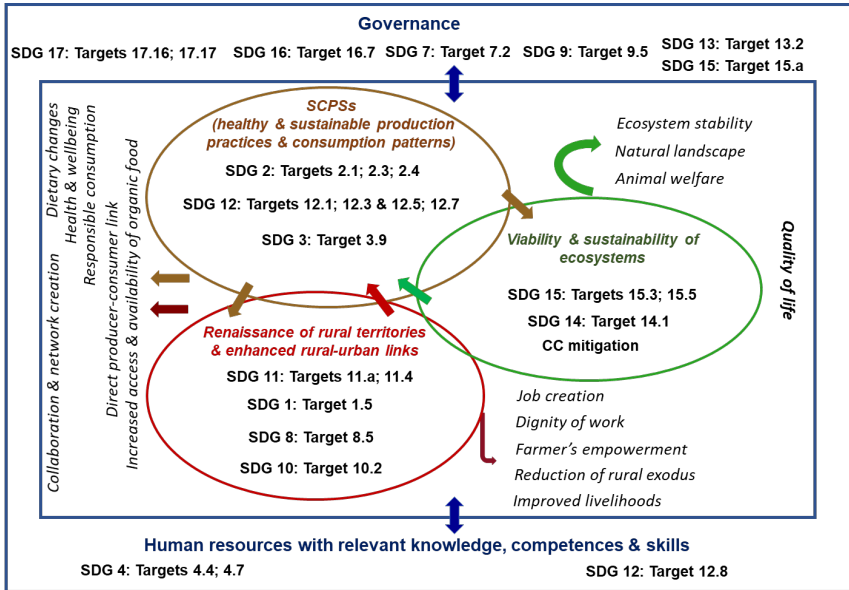 Governance
SDG 17: Targets 17.16; 17.17
SDG 16: Target 16.7
SDG 7: Target 7.2
SDG 9: Target 9.5
SDG 13: Target 13.2
SDG 15: Target 15.a
SCPSs
(healthy & sustainable production
practices & consumption patterns)
SDG 2: Targets 2.1; 2.3; 2.4
SDG 12: Targets 12.1; 12.3 & 12.5; 12.7
SDG 3: Target 3.9
Ecosystem stability
Natural landscape
Animal welfare
Viability & sustainability of
ecosystems
SDG 15: Targets 15.3; 15.5
SDG 14: Target 14.1
CC mitigation
Quality of life
Dietary changes
Health & wellbeing
Responsible consumption
Collaboration & network creation
Direct producer-consumer link
Increased access & availability of organic food
Renaissance of rural territories
& enhanced rural-urban links
SDG 11: Targets 11.a; 11.4
SDG 1: Target 1.5
SDG 8: Target 8.5
SDG 10: Target 10.2
Job creation
Dignity of work
Farmer's empowerment
Reduction of rural exodus
Improved livelihoods
Human resources with relevant knowledge, competences & skills
SDG 4: Targets 4.4; 4.7
SDG 12: Target 12.8